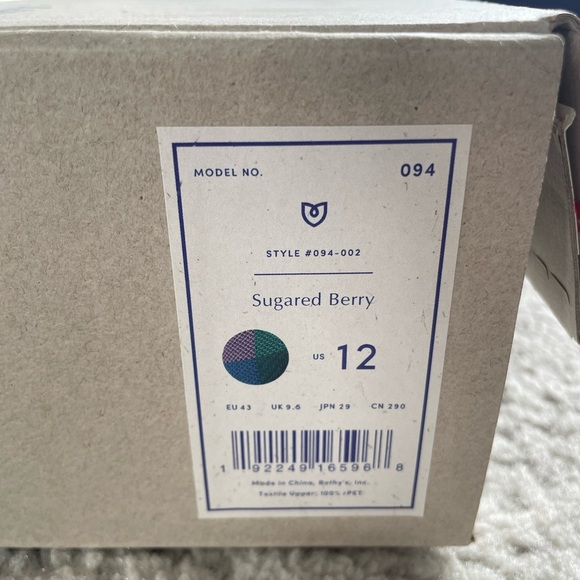 MODEL NO. 094
STYLE #094-002
Sugared Berry
US 12
EU 43 UK 9.5 JPN 29 CN 290
1 92249 16596 8
Made in China, Rothy's, Inc.
Textile Upper: 100% rPET